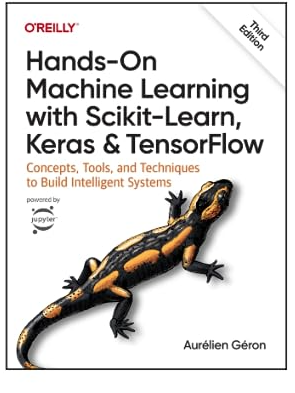 O'REILLY®
Third
Edition
Hands-On
Machine Learning
with Scikit-Learn,
Keras & TensorFlow
Concepts, Tools, and Techniques
to Build Intelligent Systems
powered by
jupyter
Aurélien Géron